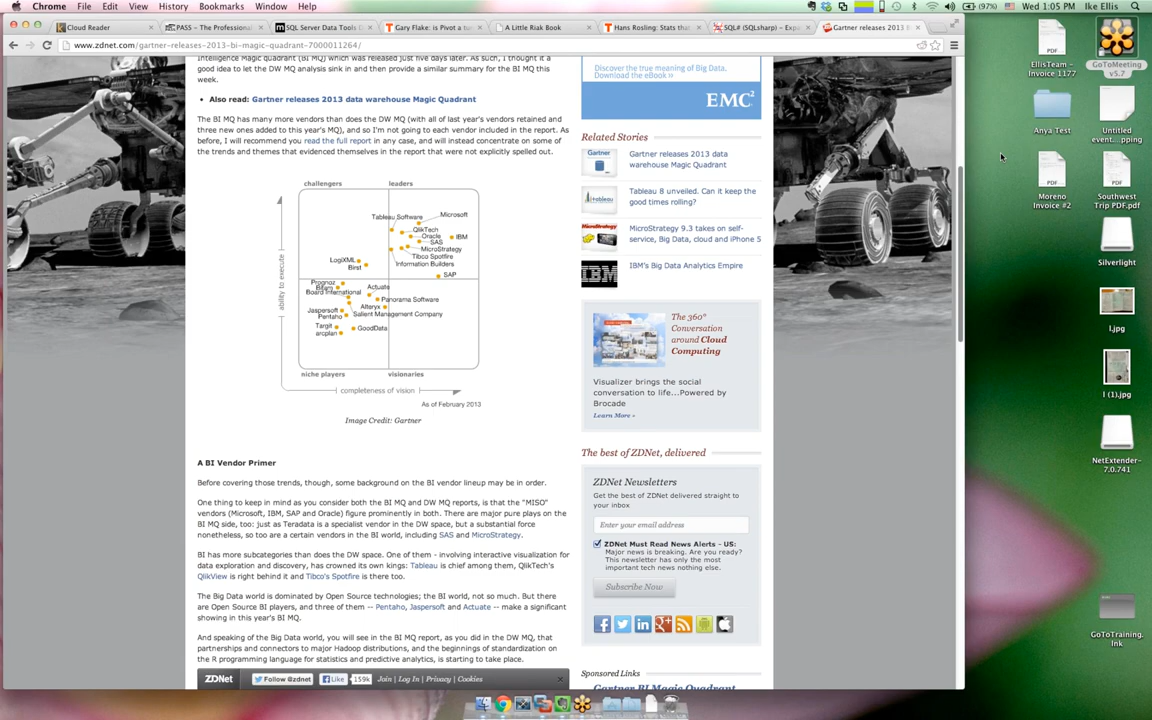 Chrome File Edit View History Bookmarks Window Help
(97%) Wed 1:05 PM Ike Ellis
Cloud Reader
PASS – The Professional
SQL Server Data Tools
Gary Flake: is Pivot a tu
A Little Riak Book
Hans Rosling: Stats that
SQL# (SQLsharp) – Expa
Gartner releases 2013
www.zdnet.com/gartner-releases-2013-bi-magic-quadrant-7000011264/
Intelligence Magic quadrant (BI MQ) which was released just five days later. As such, I thought it a
good idea to let the DW MQ analysis sink in and then provide a similar summary for the BI MQ this
week.
• Also read: Gartner releases 2013 data warehouse Magic Quadrant
The BI MQ has many more vendors than does the DW MQ (with all of last year's vendors retained and
three new ones added to this year's MQ), and so I'm not going to each vendor included in the report. As
before, I will recommend you read the full report in any case, and will instead concentrate on some of
the trends and themes that evidenced themselves in the report that were not explicitly spelled out.
challengers
leaders
Tableau Software
Microsoft
QlikTech
Oracle
IBM
SAS
MicroStrategy
Tibco Spotfire
Information Builders
LogiXML
Birst
SAP
Prognoz
Bitam
Board International
Actuate
Panorama Software
Alteryx
Jaspersoft
Salient Management Company
Pentaho
Targit
GoodData
arcplan
ability to execute
niche players
visionaries
completeness of vision
As of February 2013
Image Credit: Gartner
A BI Vendor Primer
Before covering those trends, though, some background on the BI vendor lineup may be in order.
One thing to keep in mind as you consider both the BI MQ and DW MQ reports, is that the "MISO"
vendors (Microsoft, IBM, SAP and Oracle) figure prominently in both. There are major pure plays on the
BI MQ side, too: just as Teradata is a specialist vendor in the DW space, but a substantial force
nonetheless, so too are a certain vendors in the BI world, including SAS and MicroStrategy.
BI has more subcategories than does the DW space. One of them - involving interactive visualization for
data exploration and discovery, has crowned its own kings: Tableau is chief among them, QlikTech's
QlikView is right behind it and Tibco's Spotfire is there too.
The Big Data world is dominated by Open Source technologies; the BI world, not so much. But there
are Open Source BI players, and three of them -- Pentaho, Jaspersoft and Actuate -- make a significant
showing in this year's BI MQ.
And speaking of the Big Data world, you will see in the BI MQ report, as you did in the DW MQ, that
partnerships and connectors to major Hadoop distributions, and the beginnings of standardization on
the R programming language for statistics and predictive analytics, is starting to take place.
ZDNet Follow @zdnet Like 159k Join | Log In | Privacy | Cookies
Discover the true meaning of Big Data,
Download the eBook »
EMC²
Related Stories
Gartner
Gartner releases 2013 data
warehouse Magic Quadrant
Tableau 8 unveiled. Can it keep the
good times rolling?
MicroStrategy 9.3 takes on self-
service, Big Data, cloud and iPhone 5
IBM
IBM's Big Data Analytics Empire
The 360°
Conversation
around Cloud
Computing
Visualizer brings the social
conversation to life...Powered by
Brocade
Learn More »
The best of ZDNet, delivered
ZDNet Newsletters
Get the best of ZDNet delivered straight to
your inbox
Enter your email address
ZDNet Must Read News Alerts - US:
Major news is breaking. Are you ready?
This newsletter has only the most
important tech news nothing else.
Subscribe Now
Sponsored Links
Gartner BI Magic Quadrant
PDF
EllisTeam –
Invoice 1177
GoToMeeting
v5.7
Anya Test
Untitled
event....pping
PDF
Moreno
Invoice #2
PDF
Southwest
Trip PDF.pdf
Silverlight
l.jpg
l (1).jpg
NetExtender-
7.0.741
GoToTraining.
lnk